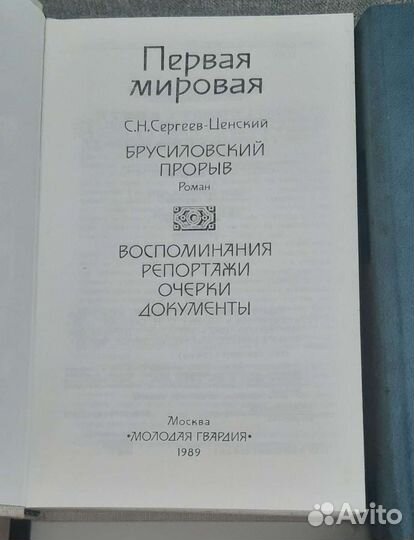 Первая
мировая
С.Н.Сергеев-Ценский
БРУСИЛОВСКИЙ
ПРОРЫВ
Роман
ВОСПОМИНАНИЯ
РЕПОРТАЖИ
ОЧЕРКИ
ДОКУМЕНТЫ
Москва
•МОЛОДАЯ ГВАРДИЯ•
1989
Avito